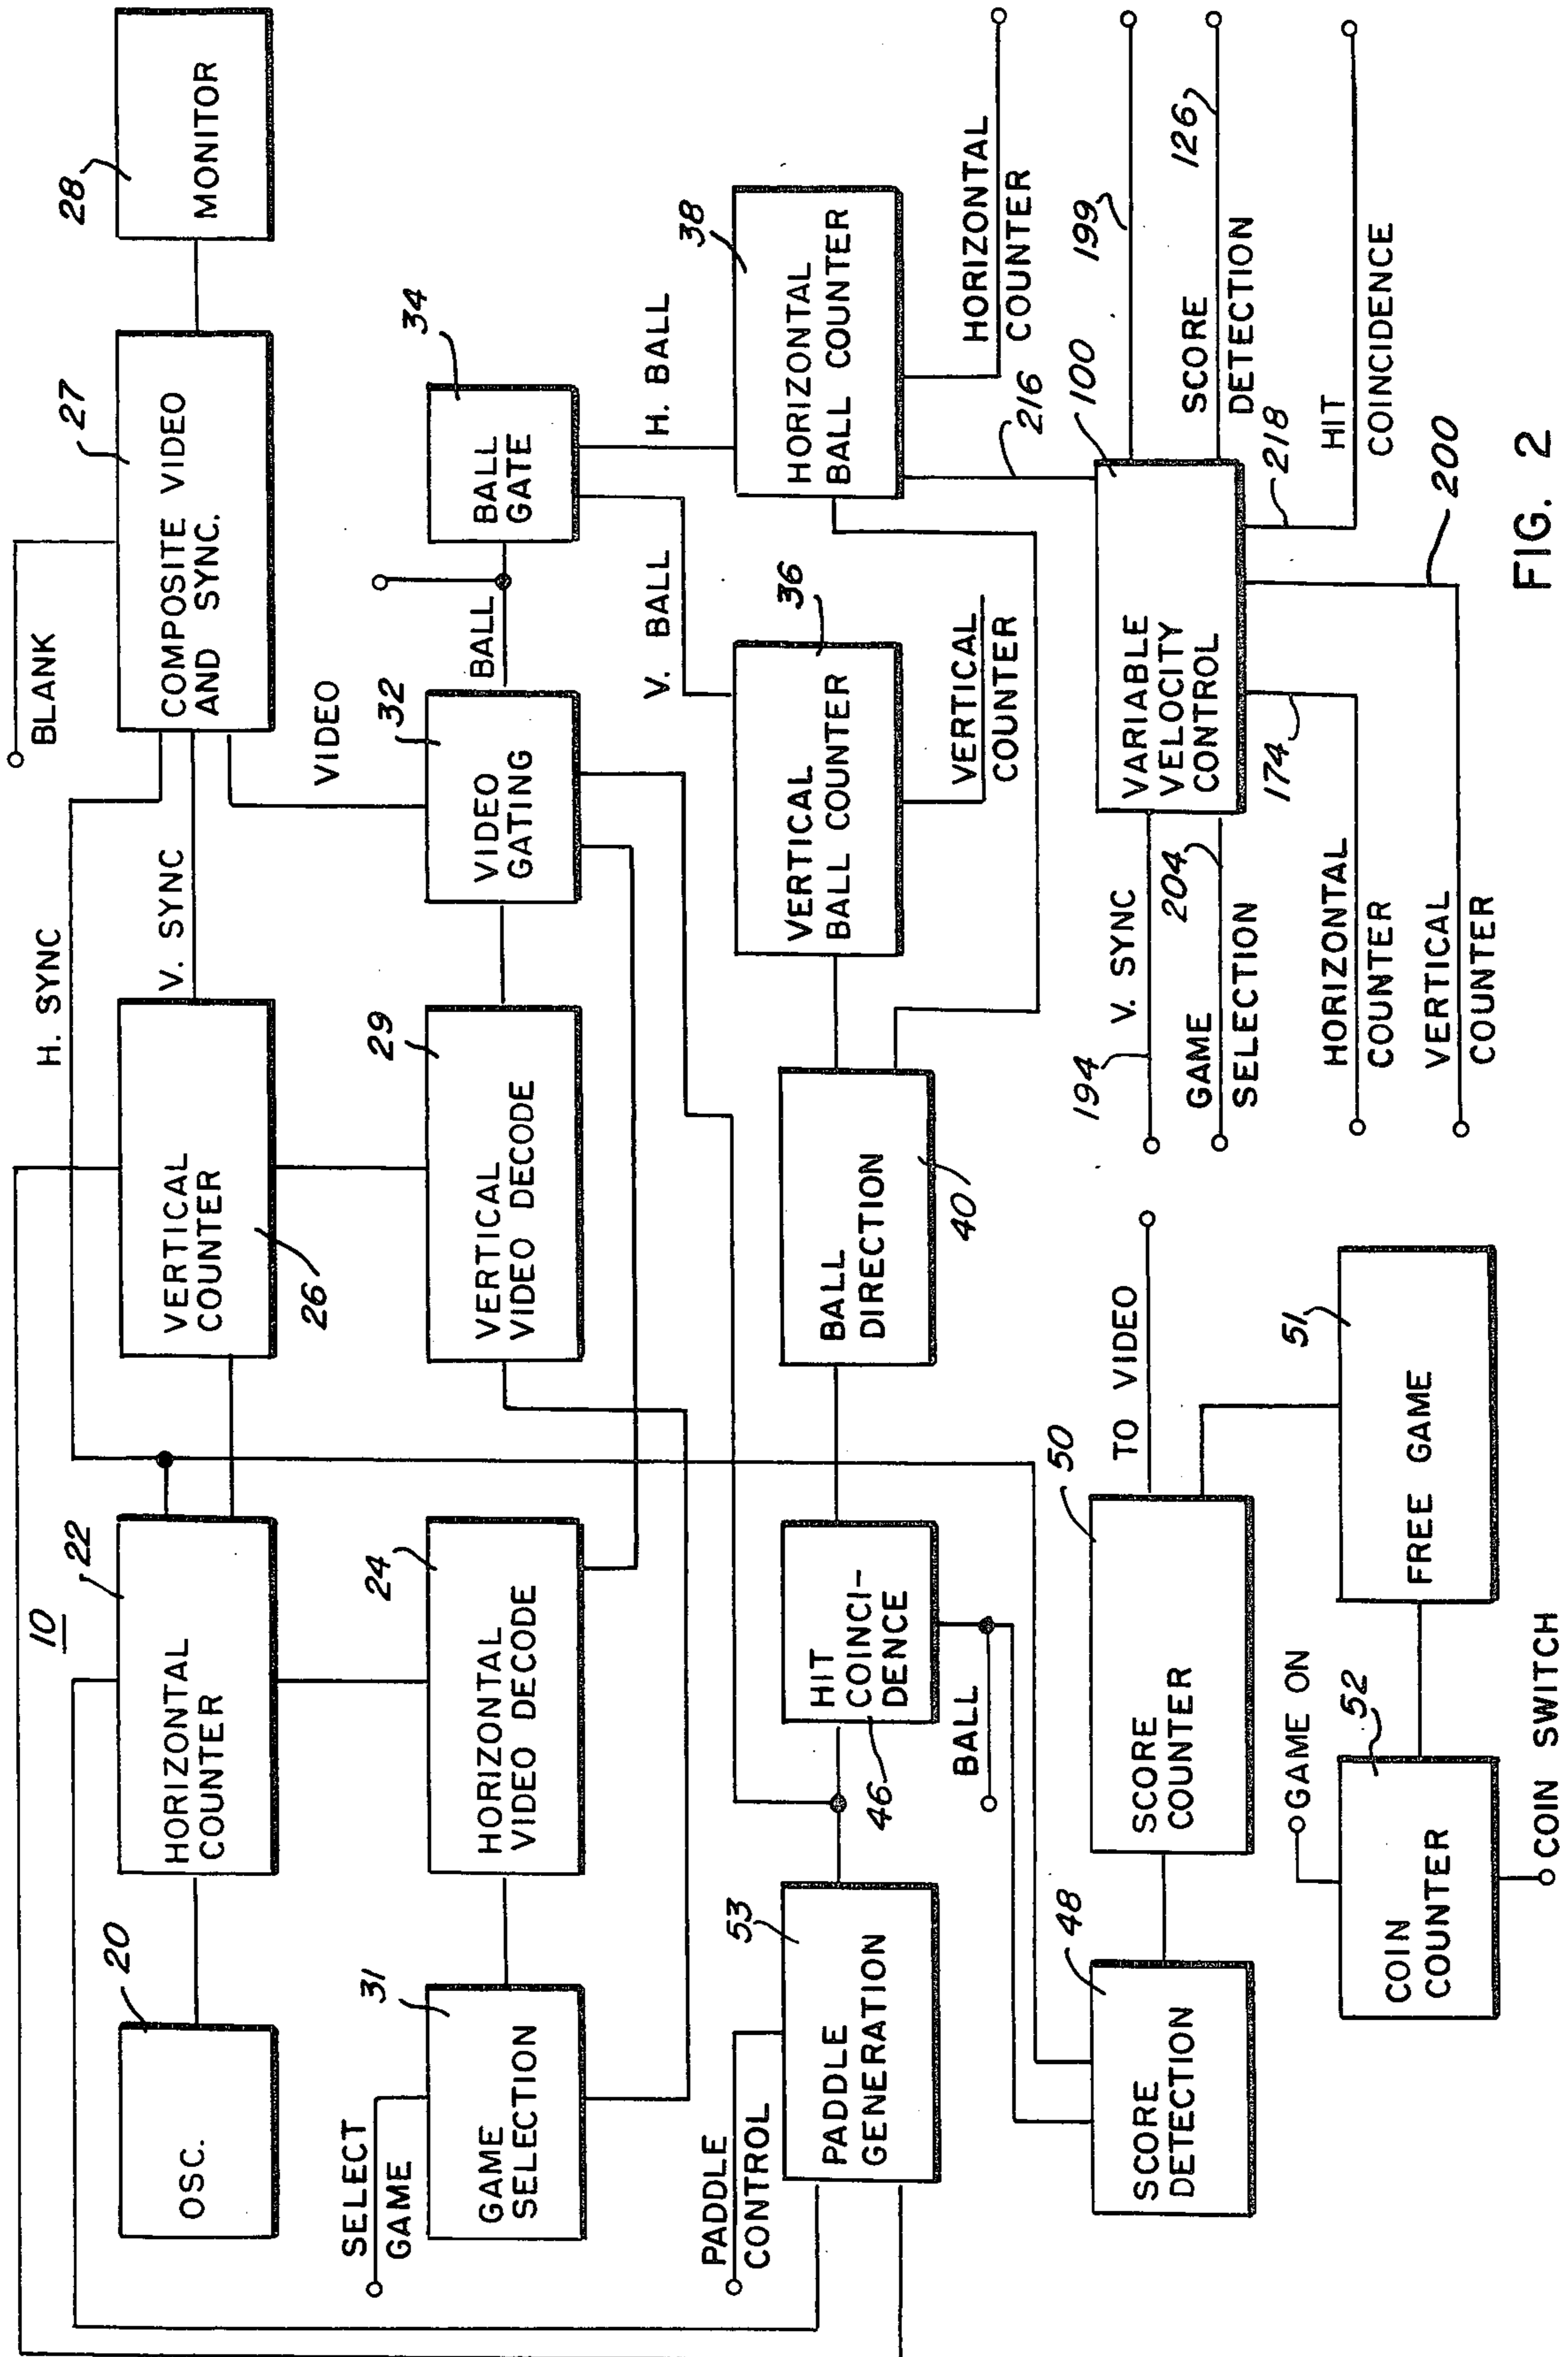 10
20
OSC.
22
HORIZONTAL
COUNTER
VERTICAL
COUNTER
26
H. SYNC
V. SYNC
BLANK
27
COMPOSITE VIDEO
AND SYNC.
28
MONITOR
SELECT
GAME
31
GAME
SELECTION
24
HORIZONTAL
VIDEO DECODE
29
VERTICAL
VIDEO DECODE
VIDEO
32
VIDEO
GATING
BALL
34
BALL
GATE
V. BALL
H. BALL
PADDLE
CONTROL
53
PADDLE
GENERATION
46
HIT
COINCI-
DENCE
BALL
BALL
DIRECTION
40
36
VERTICAL
BALL COUNTER
VERTICAL
COUNTER
38
HORIZONTAL
BALL COUNTER
HORIZONTAL
COUNTER
216
48
SCORE
DETECTION
50
SCORE
COUNTER
TO VIDEO
51
FREE GAME
GAME ON
52
COIN
COUNTER
COIN SWITCH
194
V. SYNC
204
GAME
SELECTION
100
VARIABLE
VELOCITY
CONTROL
199
SCORE
DETECTION
126
174
HORIZONTAL
COUNTER
VERTICAL
COUNTER
218
HIT
COINCIDENCE
200
FIG. 2